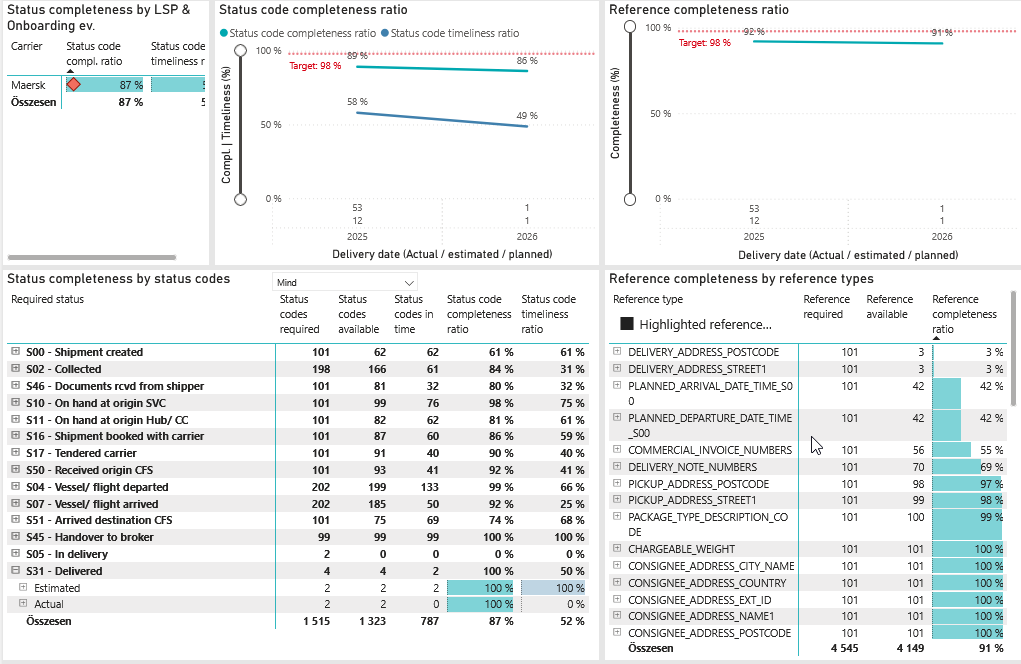 Status completeness by LSP &
Onboarding ev.
Carrier Status code Status code
compl. ratio timeliness r
Maersk 87 % 5
Összesen 87 % 5
Status code completeness ratio
Status code completeness ratio Status code timeliness ratio
Compl. | Timeliness (%)
100 %
Target: 98 %
89 % 86 %
58 %
49 %
50 %
0 %
53 1
12 1
2025 2026
Delivery date (Actual / estimated / planned)
Reference completeness ratio
Completeness (%)
100 %
92 % 91 %
Target: 98 %
50 %
0 %
53 1
12 1
2025 2026
Delivery date (Actual / estimated / planned)
Status completeness by status codes
Mind
Required status Status Status Status Status code Status code
codes codes codes in completeness timeliness
required available time ratio ratio
S00 - Shipment created 101 62 62 61 % 61 %
S02 - Collected 198 166 61 84 % 31 %
S46 - Documents rcvd from shipper 101 81 32 80 % 32 %
S10 - On hand at origin SVC 101 99 76 98 % 75 %
S11 - On hand at origin Hub/ CC 101 82 62 81 % 61 %
S16 - Shipment booked with carrier 101 87 60 86 % 59 %
S17 - Tendered carrier 101 91 40 90 % 40 %
S50 - Received origin CFS 101 93 41 92 % 41 %
S04 - Vessel/ flight departed 202 199 133 99 % 66 %
S07 - Vessel/ flight arrived 202 185 50 92 % 25 %
S51 - Arrived destination CFS 101 75 69 74 % 68 %
S45 - Handover to broker 99 99 99 100 % 100 %
S05 - In delivery 2 0 0 0 % 0 %
S31 - Delivered 4 4 2 100 % 50 %
Estimated 2 2 2 100 % 100 %
Actual 2 2 0 100 % 0 %
Összesen 1 515 1 323 787 87 % 52 %
Reference completeness by reference types
Reference type Reference Reference Reference
required available completeness
ratio
Highlighted reference...
DELIVERY_ADDRESS_POSTCODE 101 3 3 %
DELIVERY_ADDRESS_STREET1 101 3 3 %
PLANNED_ARRIVAL_DATE_TIME_S0 101 42 42 %
0
PLANNED_DEPARTURE_DATE_TIME 101 42 42 %
_S00
COMMERCIAL_INVOICE_NUMBERS 101 56 55 %
DELIVERY_NOTE_NUMBERS 101 70 69 %
PICKUP_ADDRESS_POSTCODE 101 98 97 %
PICKUP_ADDRESS_STREET1 101 99 98 %
PACKAGE_TYPE_DESCRIPTION_CO 101 100 99 %
DE
CHARGEABLE_WEIGHT 101 101 100 %
CONSIGNEE_ADDRESS_CITY_NAME 101 101 100 %
CONSIGNEE_ADDRESS_COUNTRY 101 101 100 %
CONSIGNEE_ADDRESS_EXT_ID 101 101 100 %
CONSIGNEE_ADDRESS_NAME1 101 101 100 %
CONSIGNEE_ADDRESS_POSTCODE 101 101 100 %
Összesen 4 545 4 149 91 %